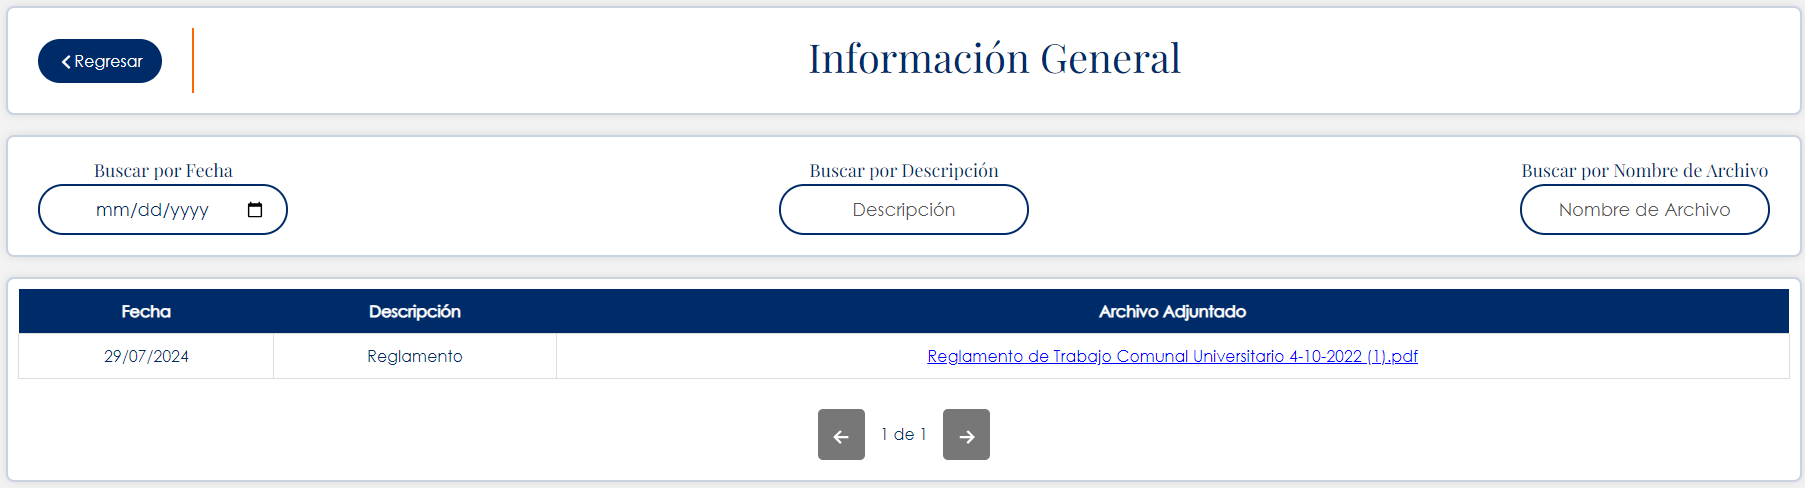 Regresar
Información General
Buscar por Fecha
mm/dd/yyyy
Buscar por Descripción
Descripción
Buscar por Nombre de Archivo
Nombre de Archivo
Fecha Descripción Archivo Adjuntado
29/07/2024 Reglamento Reglamento de Trabajo Comunal Universitario 4-10-2022 (1).pdf
1 de 1